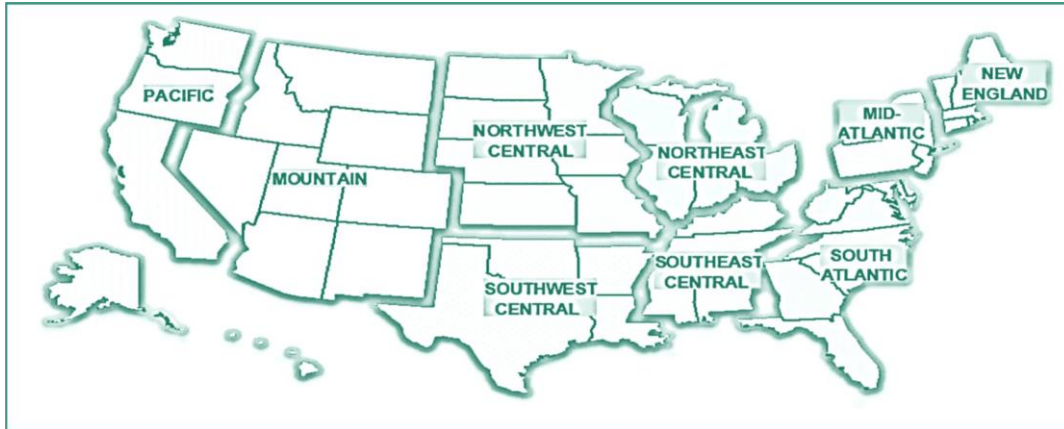 PACIFIC
MOUNTAIN
NORTHWEST
CENTRAL
SOUTHWEST
CENTRAL
NORTHEAST
CENTRAL
SOUTHEAST
CENTRAL
SOUTH
ATLANTIC
MID-
ATLANTIC
NEW
ENGLAND